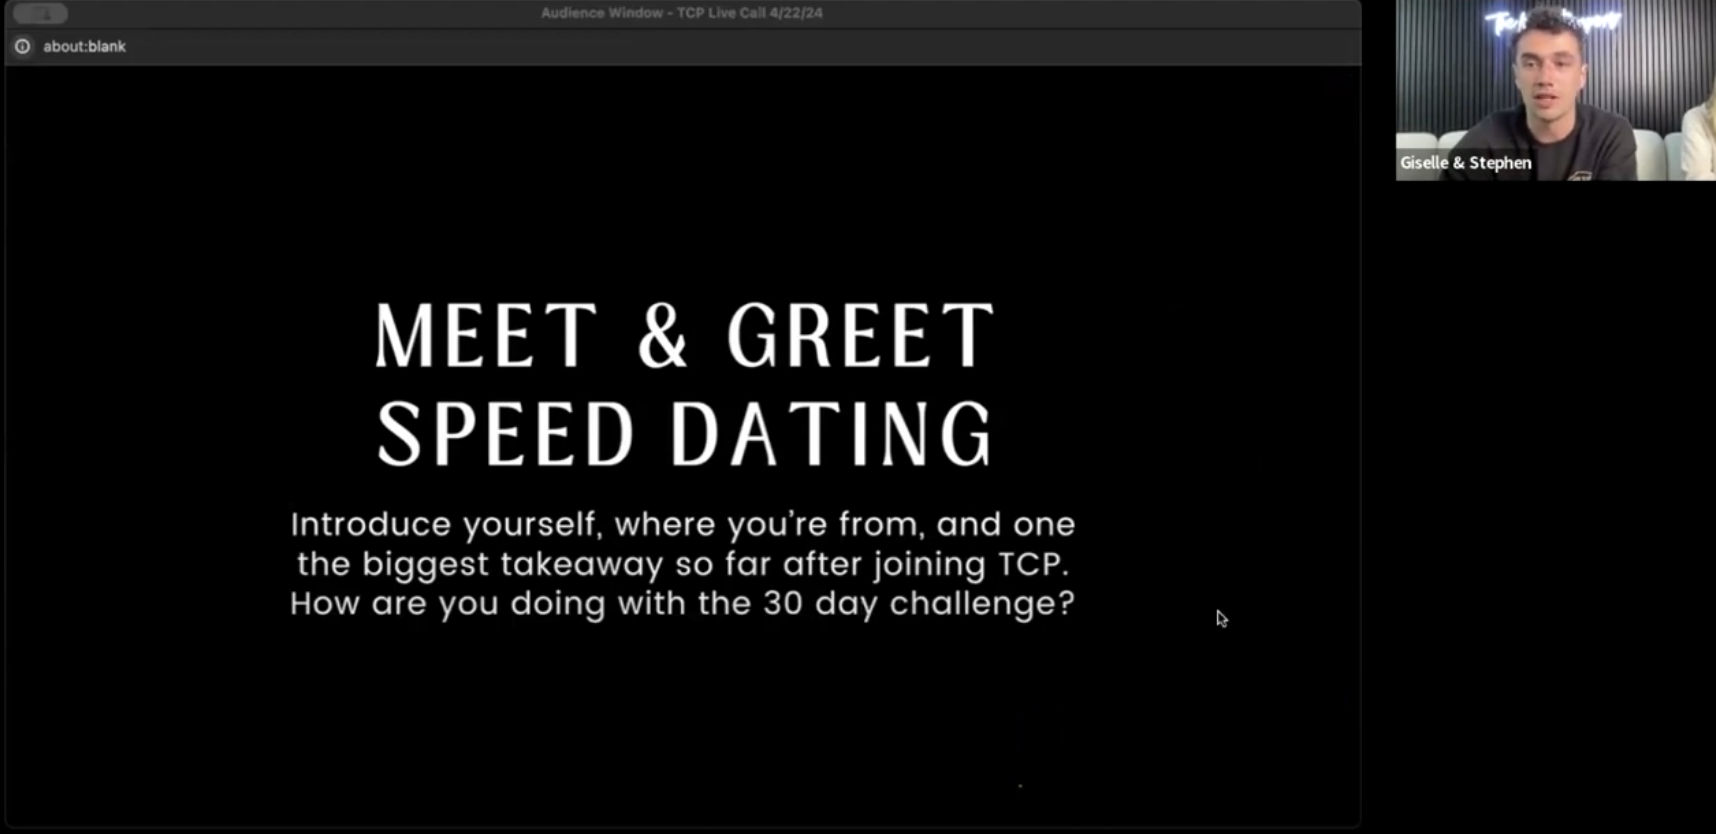 Audience Window - TCP Live Call 4/22/24
about:blank
MEET & GREET
SPEED DATING
Introduce yourself, where you're from, and one
the biggest takeaway so far after joining TCP.
How are you doing with the 30 day challenge?
Giselle & Stephen